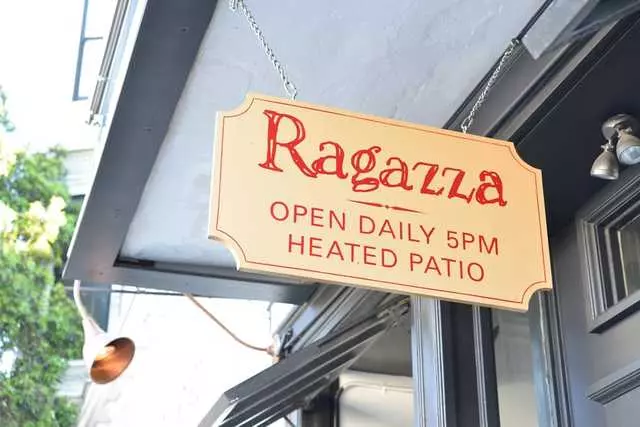 Ragazza
OPEN DAILY 5PM
HEATED PATIO